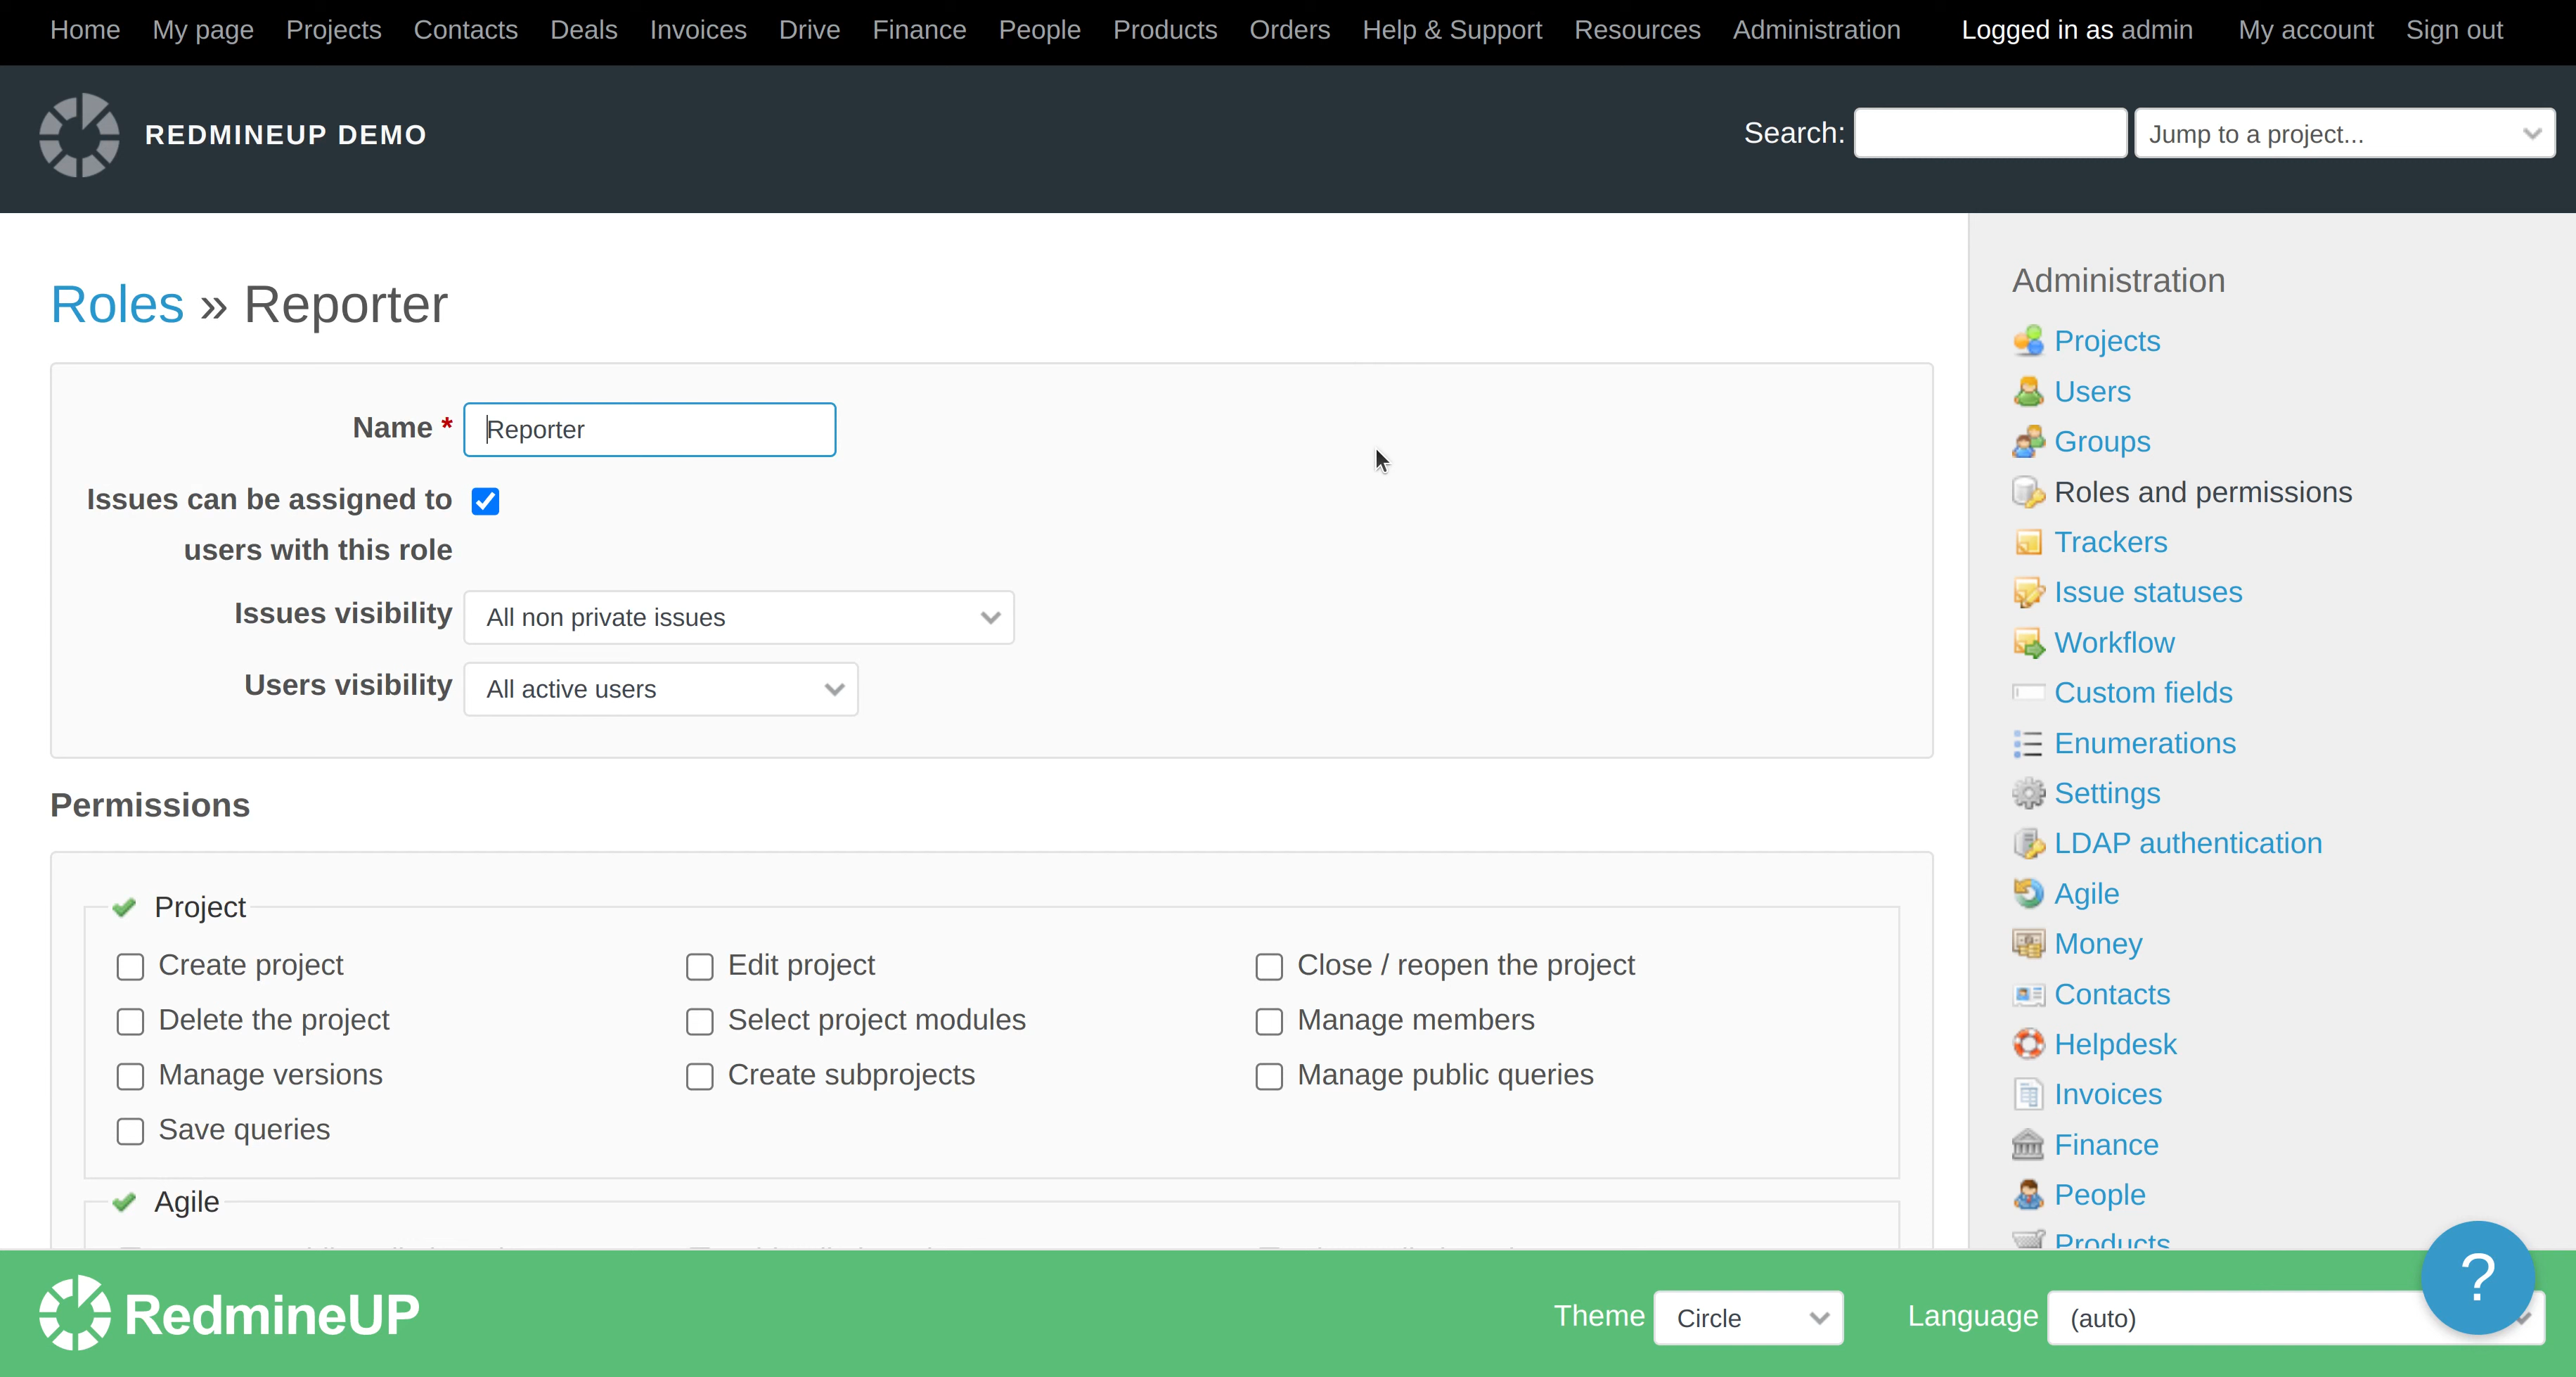 Home My page Projects Contacts Deals Invoices Drive Finance People Products Orders Help & Support Resources Administration Logged in as admin My account Sign out
REDMINEUP DEMO
Search: Jump to a project...
Roles » Reporter
Name * Reporter
Issues can be assigned to
users with this role
Issues visibility All non private issues
Users visibility All active users
Permissions
Project
Create project Edit project Close / reopen the project
Delete the project Select project modules Manage members
Manage versions Create subprojects Manage public queries
Save queries
Agile
Administration
Projects
Users
Groups
Roles and permissions
Trackers
Issue statuses
Workflow
Custom fields
Enumerations
Settings
LDAP authentication
Agile
Money
Contacts
Helpdesk
Invoices
Finance
People
Products
RedmineUP
Theme Circle Language (auto)
?